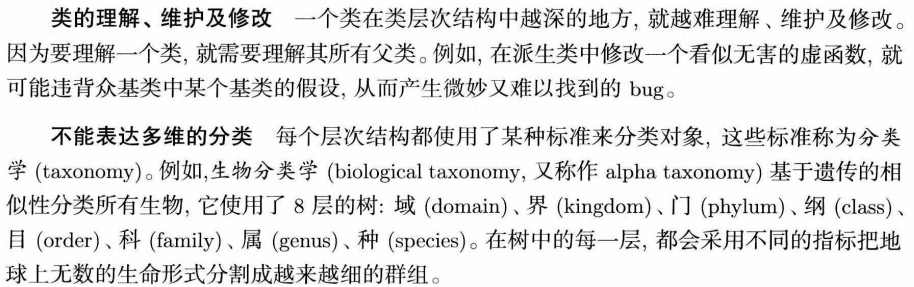 类的理解、维护及修改　一个类在类层次结构中越深的地方, 就越难理解、维护及修改。
因为要理解一个类, 就需要理解其所有父类。例如, 在派生类中修改一个看似无害的虚函数, 就
可能违背众基类中某个基类的假设, 从而产生微妙又难以找到的 bug。
不能表达多维的分类　每个层次结构都使用了某种标准来分类对象, 这些标准称为分类
学 (taxonomy)。例如,生物分类学 (biological taxonomy, 又称作 alpha taxonomy) 基于遗传的相
似性分类所有生物, 它使用了 8 层的树: 域 (domain)、界 (kingdom)、门 (phylum)、纲 (class)、
目 (order)、科 (family)、属 (genus)、种 (species)。在树中的每一层, 都会采用不同的指标把地
球上无数的生命形式分割成越来越细的群组。